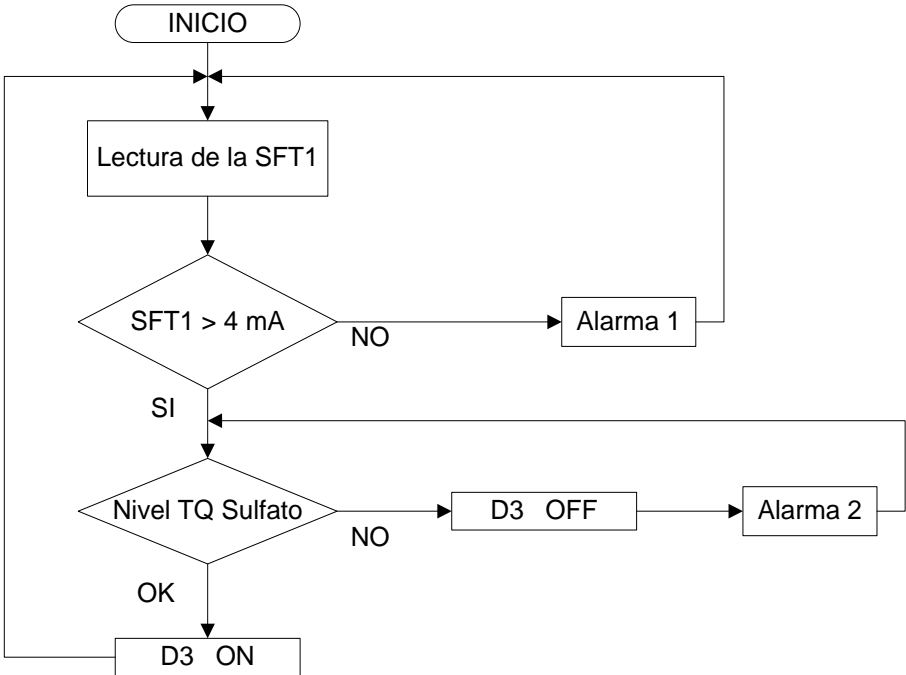 INICIO
Lectura de la SFT1
SFT1 > 4 mA
NO
Alarma 1
SI
Nivel TQ Sulfato
NO
D3 OFF
Alarma 2
OK
D3 ON